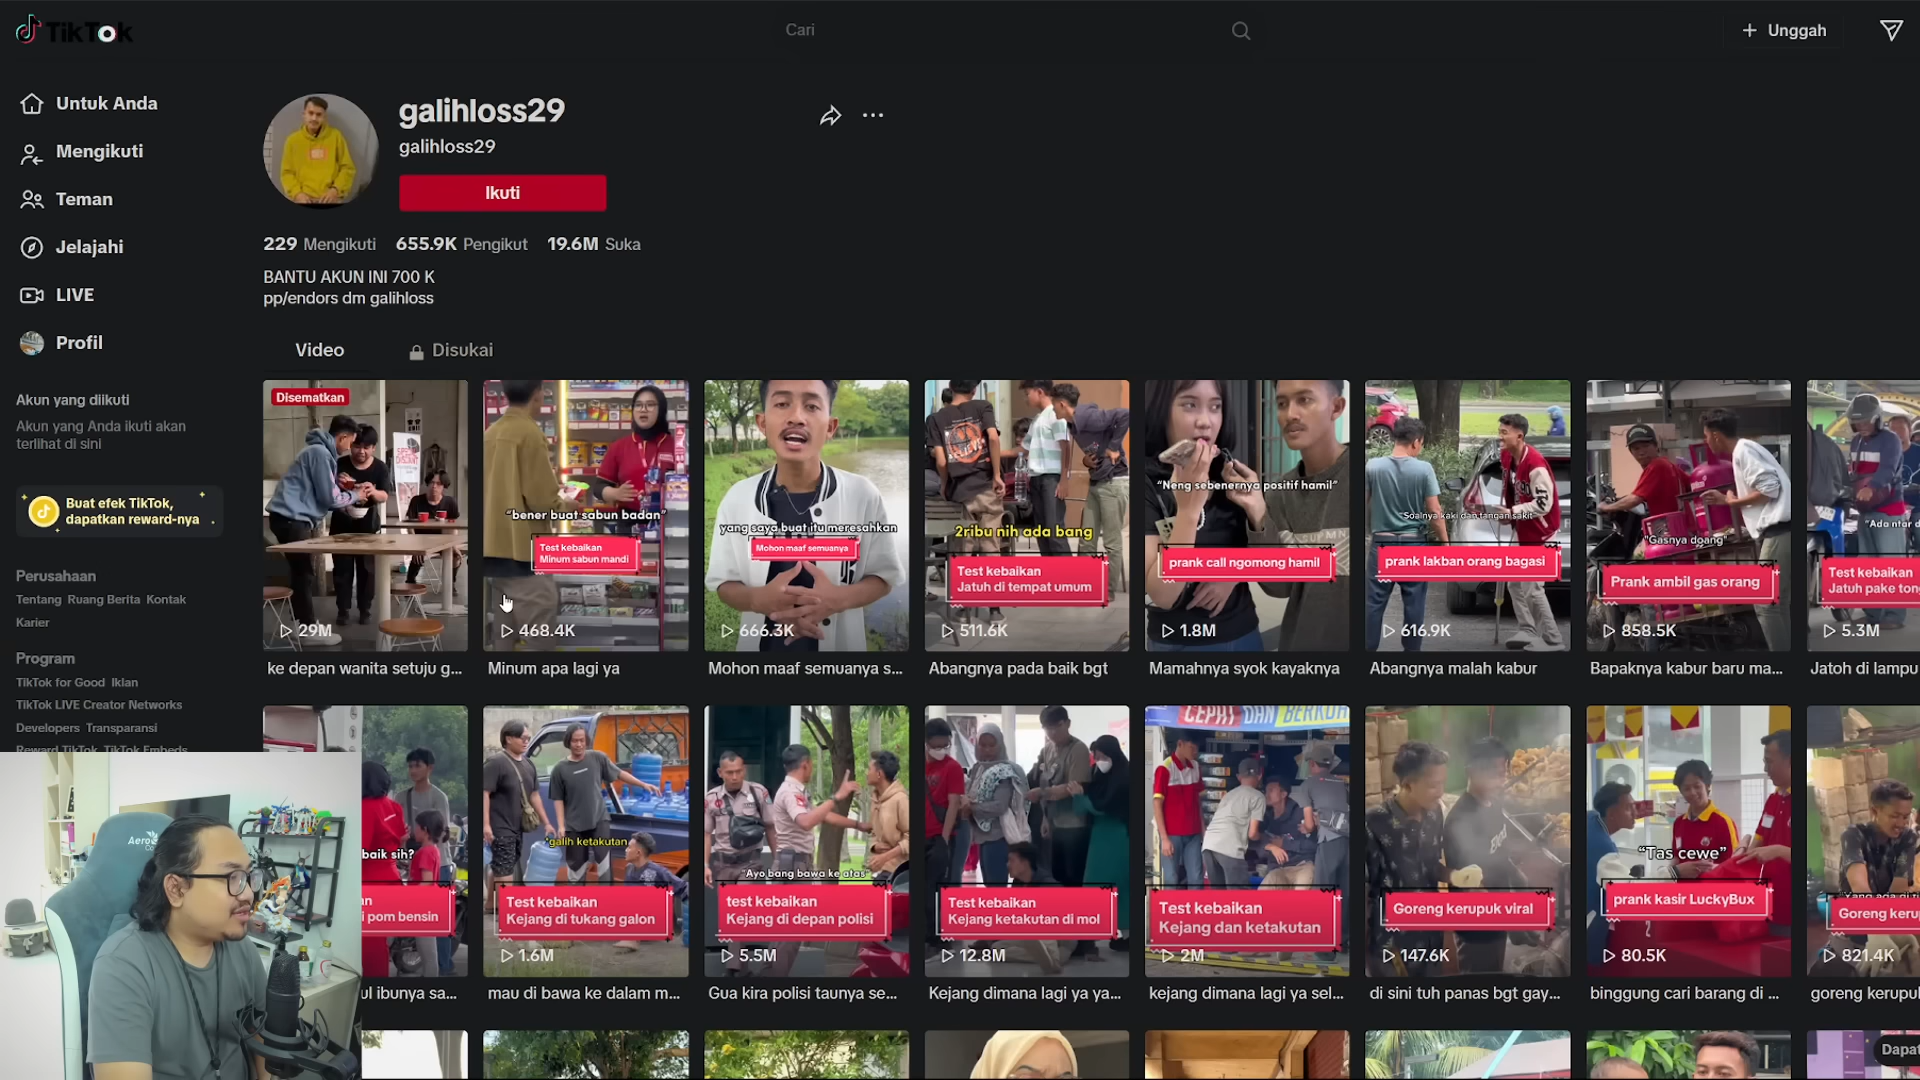 TikTok
Cari
Unggah
Untuk Anda
Mengikuti
Teman
Jelajahi
LIVE
Profil
Akun yang diikuti
Akun yang Anda ikuti akan
terlihat di sini
Buat efek TikTok,
dapatkan reward-nya
Perusahaan
Tentang Ruang Berita Kontak
Karier
Program
TikTok for Good Iklan
TikTok LIVE Creator Networks
Developers Transparansi
Reward TikTok TikTok Embeds
galihloss29
galihloss29
Ikuti
229 Mengikuti 655.9K Pengikut 19.6M Suka
BANTU AKUN INI 700 K
pp/endors dm galihloss
Video
Disukai
Disematkan
29M
ke depan wanita setuju g...
"bener buat sabun badan"
Test kebaikan
Minum sabun mandi
468.4K
Minum apa lagi ya
yang saya buat itu meresahkan
Mohon maaf semuanya
666.3K
Mohon maaf semuanya s...
2ribu nih ada bang
Test kebaikan
Jatuh di tempat umum
511.6K
Abangnya pada baik bgt
"Neng sebenernya positif hamil"
prank call ngomong hamil
1.8M
Mamahnya syok kayaknya
"Soalnya kaki dan tangan sakit"
prank lakban orang bagasi
616.9K
Abangnya malah kabur
"Gasnya doang"
Prank ambil gas orang
858.5K
Bapaknya kabur baru ma...
"Ada ntar d
Test kebaikan
Jatuh pake ton
5.3M
Jatoh di lampu
baik sih?
i pom bensin
ul ibunya sa...
Aero
*galih ketakutan
Test kebaikan
Kejang di tukang galon
1.6M
mau di bawa ke dalam m...
"Ayo bang bawa ke atas"
test kebaikan
Kejang di depan polisi
5.5M
Gua kira polisi taunya se...
Test kebaikan
Kejang ketakutan di mol
12.8M
Kejang dimana lagi ya ya...
CEPAT DAN BERKUA
Test kebaikan
Kejang dan ketakutan
2M
kejang dimana lagi ya sel...
Goreng kerupuk viral
147.6K
di sini tuh panas bgt gay...
"Tas cewe"
prank kasir LuckyBux
80.5K
binggung cari barang di ...
Goreng keru
821.4K
goreng kerupuk
Dapat